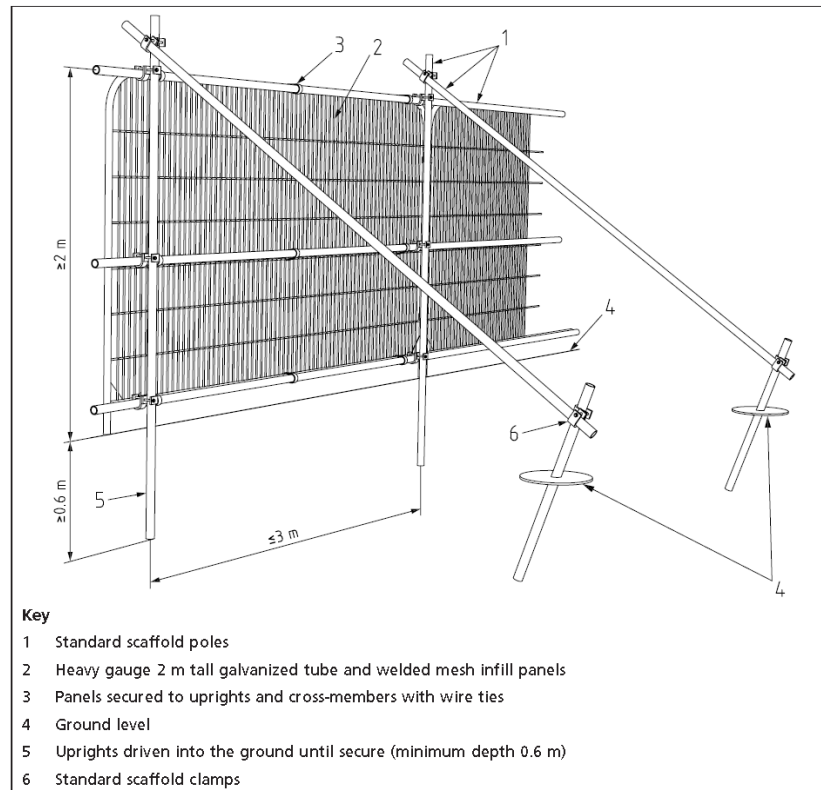 3
2
1
≥2 m
4
6
5
≥0.6 m
≤3 m
4
Key
1 Standard scaffold poles
2 Heavy gauge 2 m tall galvanized tube and welded mesh infill panels
3 Panels secured to uprights and cross-members with wire ties
4 Ground level
5 Uprights driven into the ground until secure (minimum depth 0.6 m)
6 Standard scaffold clamps